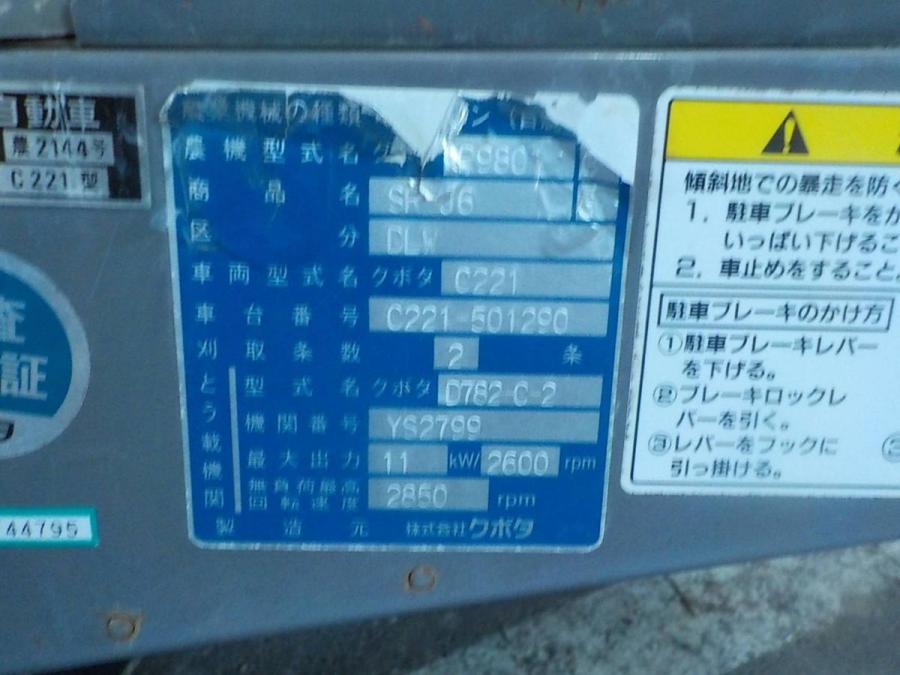 自動車
農2144号
C221型
証
44795
農業機械の種類
農機型式名
商品名
区分 DLW
車両型式名 クボタ C221
車台番号 C221-501290
刈取条数 2 条
とう載機関
型式名 クボタ D782-C-2
機関番号 YS2799
最大出力 11 kW/ 2600 rpm
無負荷最高回転速度 2850 rpm
製造元 株式会社クボタ
傾斜地での暴走を防ぐ
1. 駐車ブレーキをか
いっぱい下げるこ
2. 車止めをすること。
駐車ブレーキのかけ方
①駐車ブレーキレバー
を下げる。
②ブレーキロックレ
バーを引く。
③レバーをフックに
引っ掛ける。